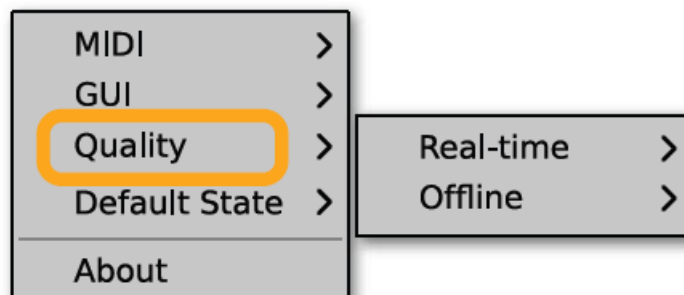 MIDI
GUI
Quality
Default State
About
Real-time
Offline